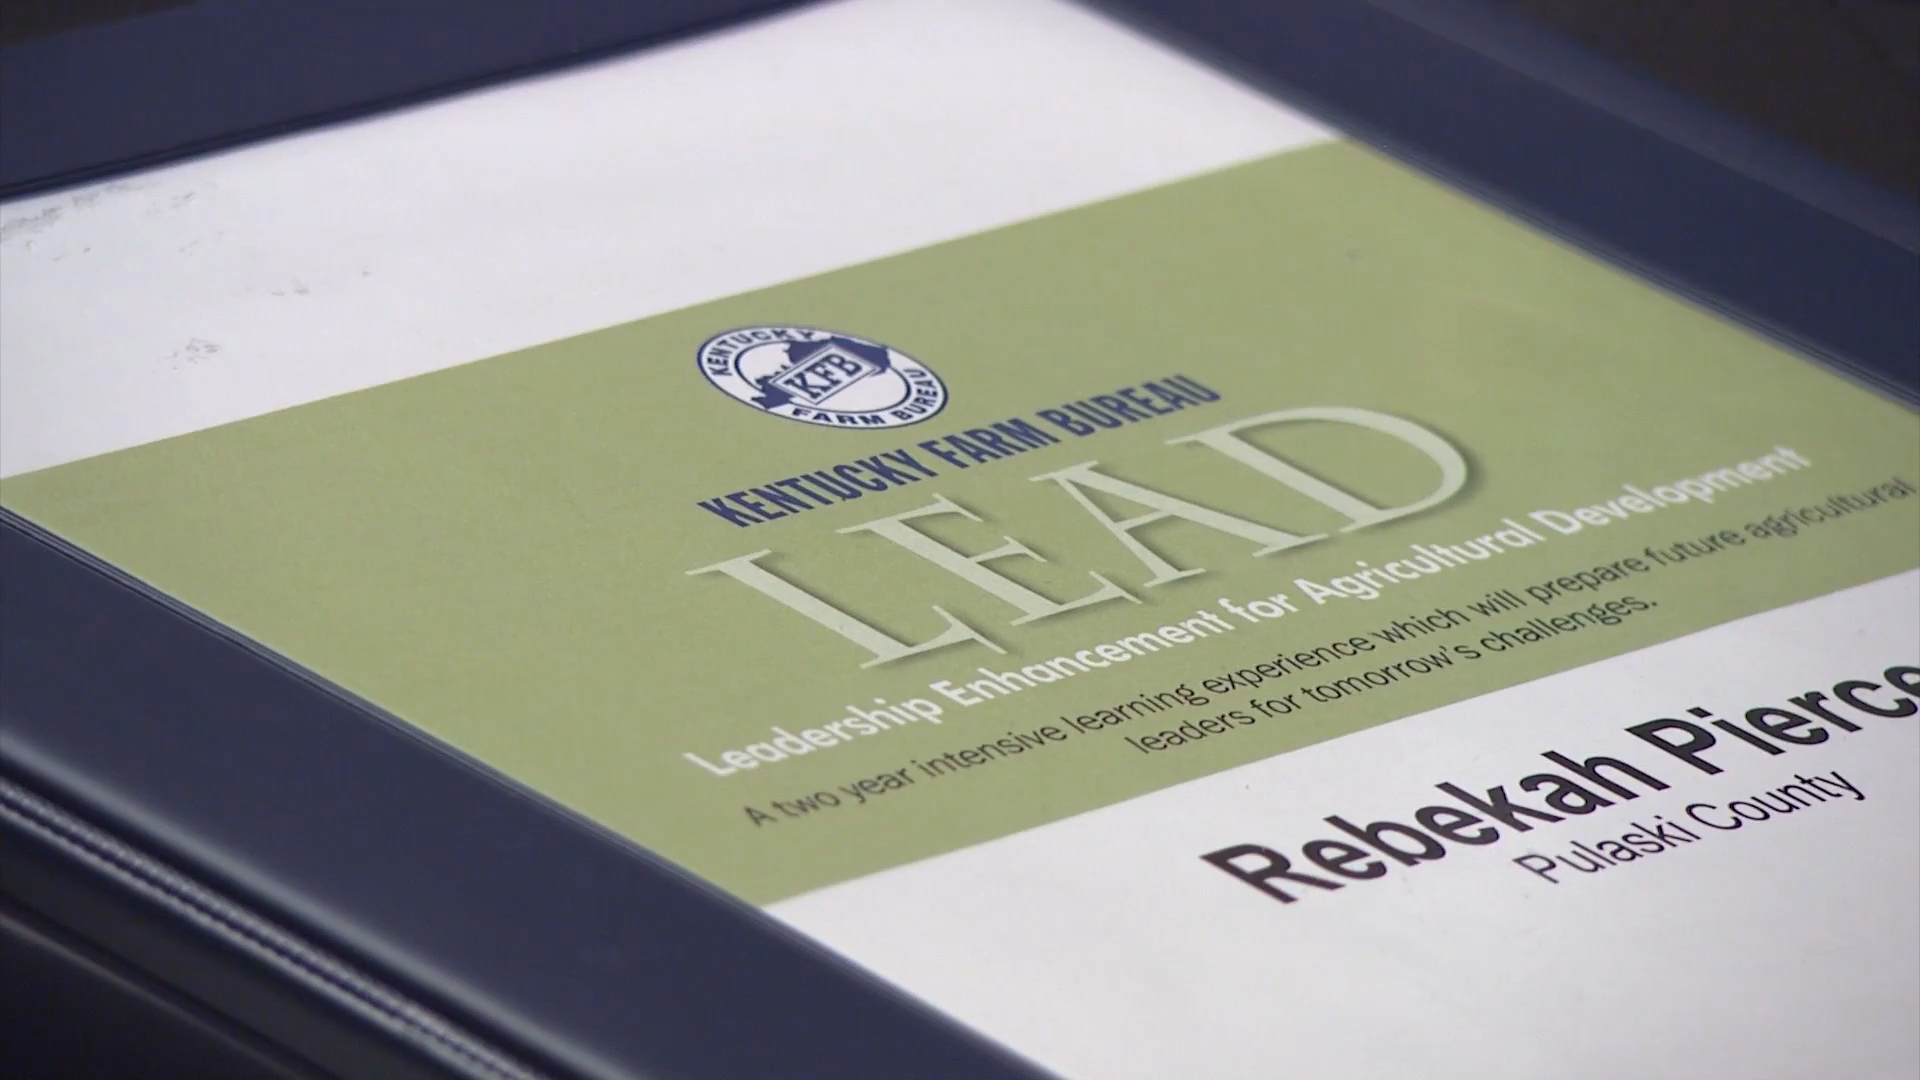 KENTUCKY
KFB
FARM BUREAU
KENTUCKY FARM BUREAU
LEAD
Leadership Enhancement for Agricultural Development
A two year intensive learning experience which will prepare future agricultural
leaders for tomorrow's challenges.
Rebekah Pierce
Pulaski County